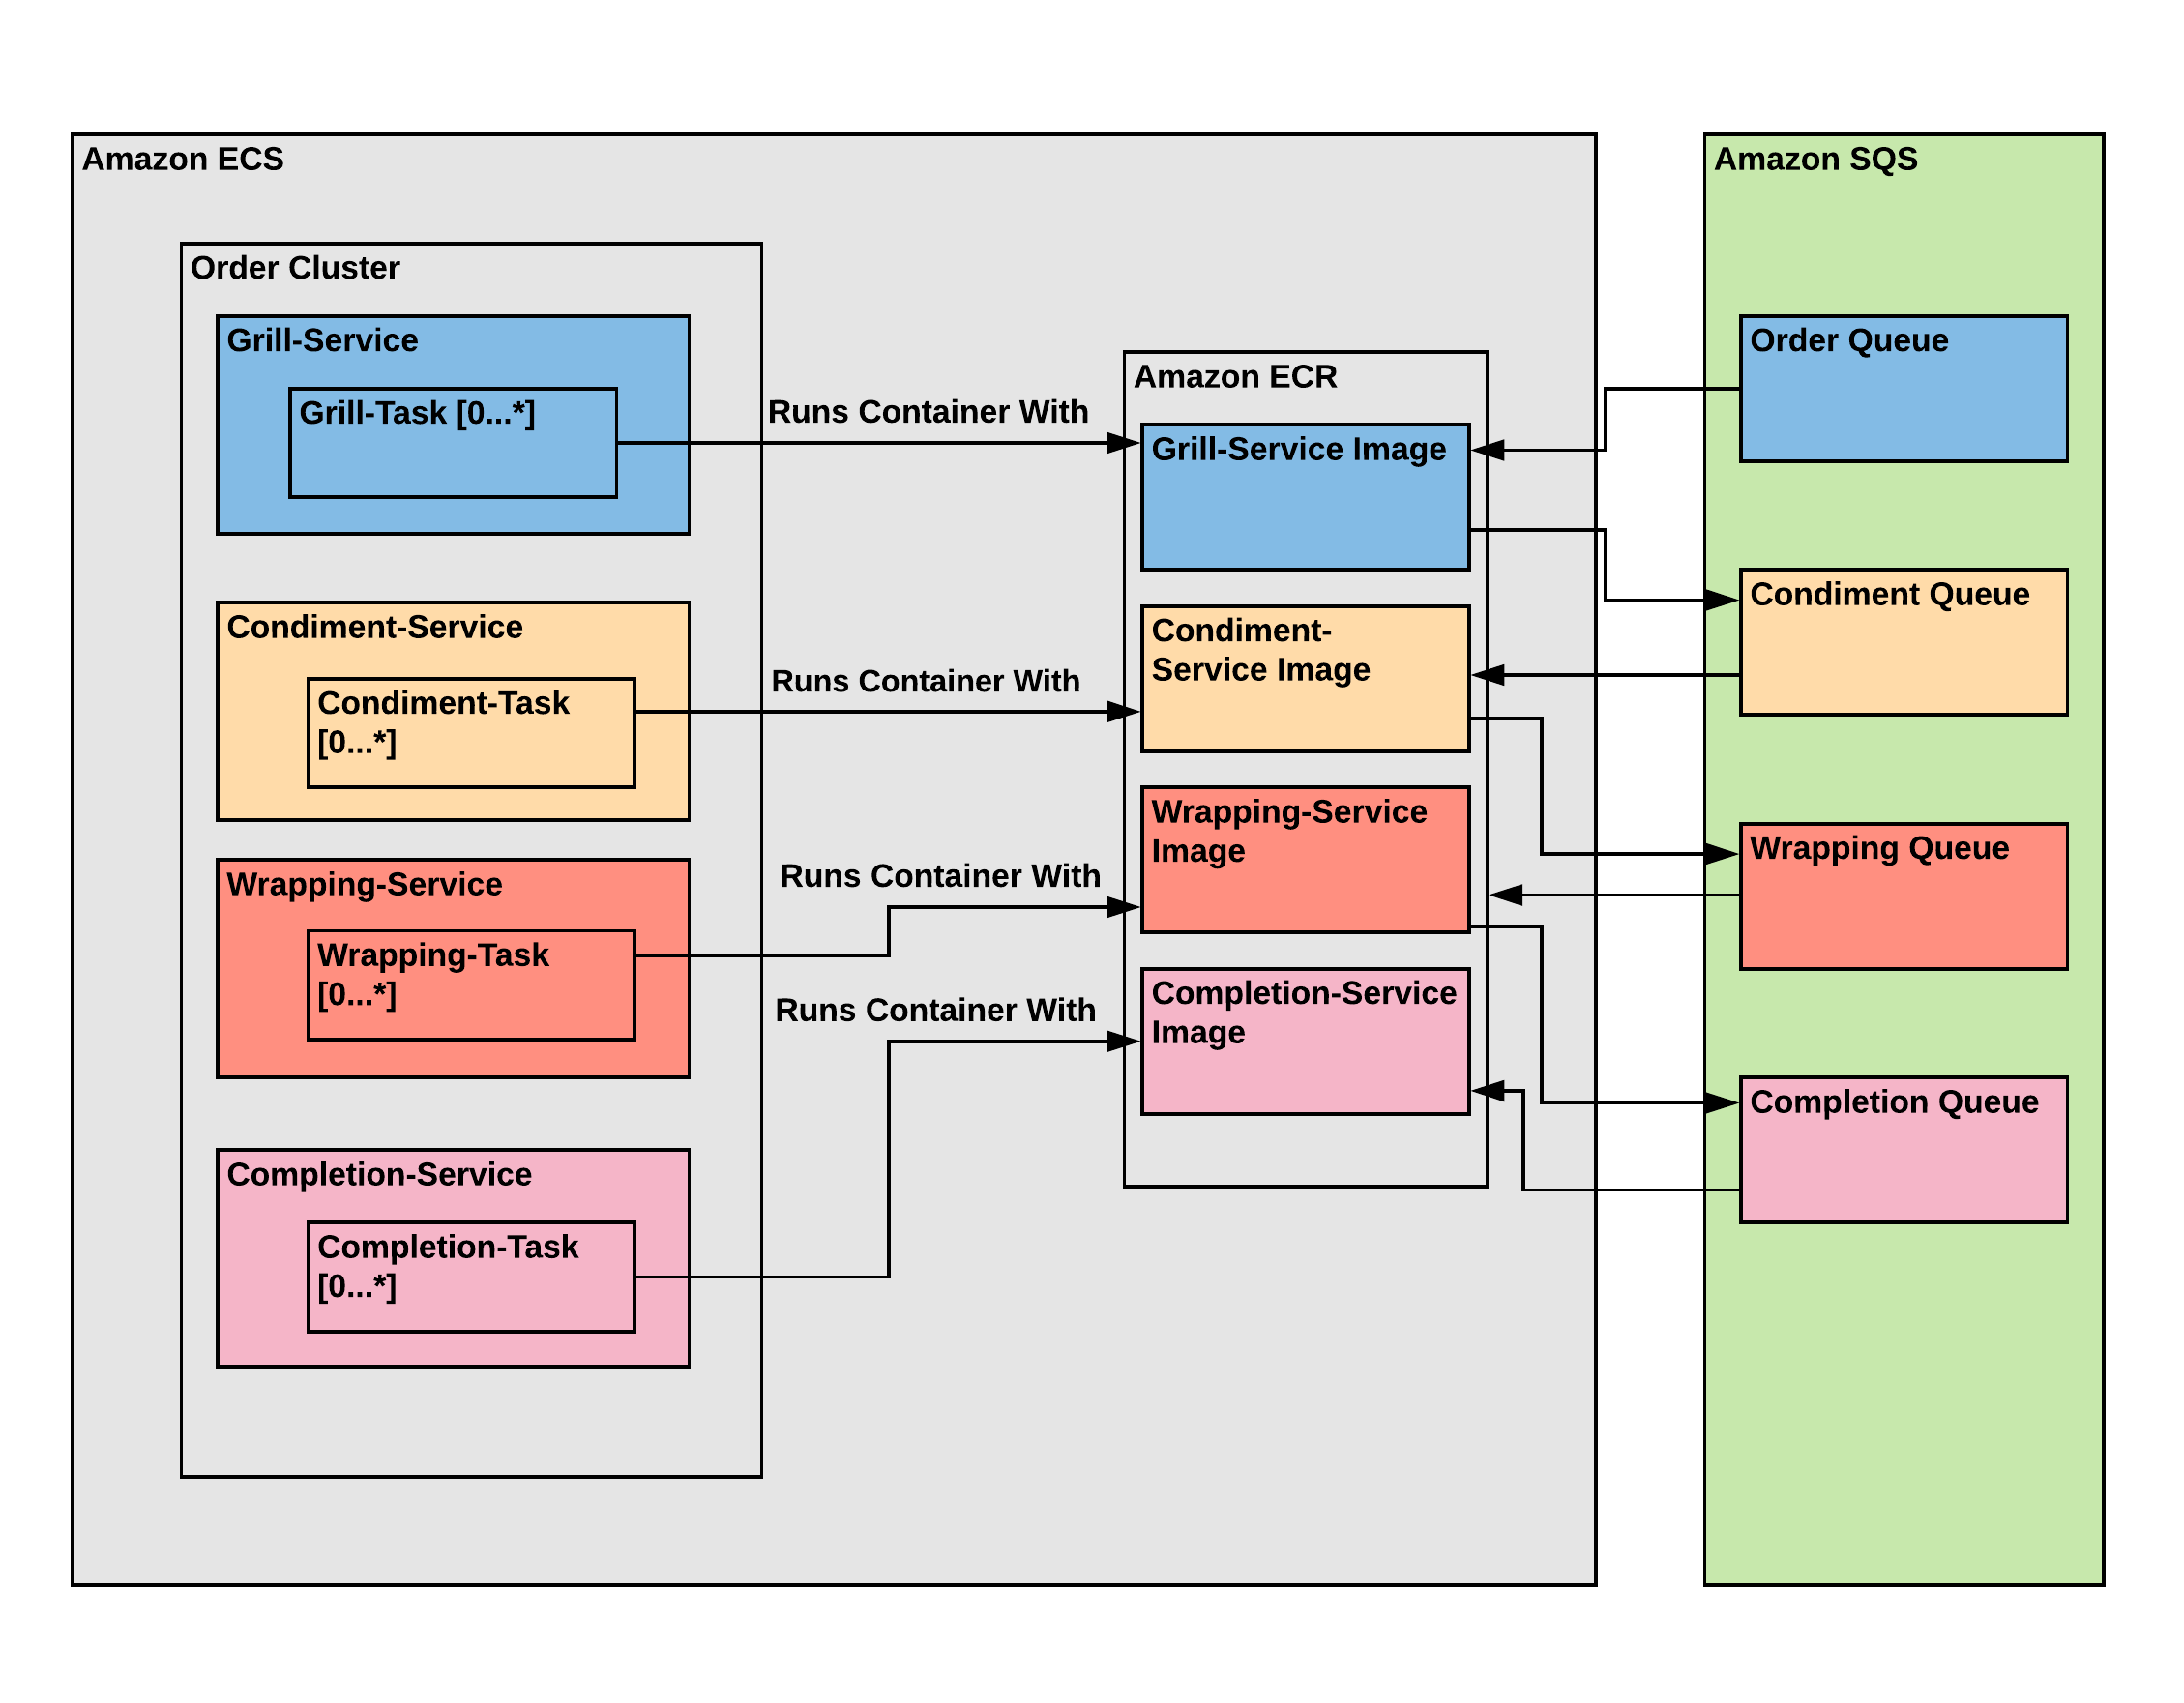 Amazon ECS
Order Cluster
Grill-Service
Grill-Task [0...*]
Condiment-Service
Condiment-Task
[0...*]
Wrapping-Service
Wrapping-Task
[0...*]
Completion-Service
Completion-Task
[0...*]
Runs Container With
Runs Container With
Runs Container With
Runs Container With
Amazon ECR
Grill-Service Image
Condiment-
Service Image
Wrapping-Service
Image
Completion-Service
Image
Amazon SQS
Order Queue
Condiment Queue
Wrapping Queue
Completion Queue